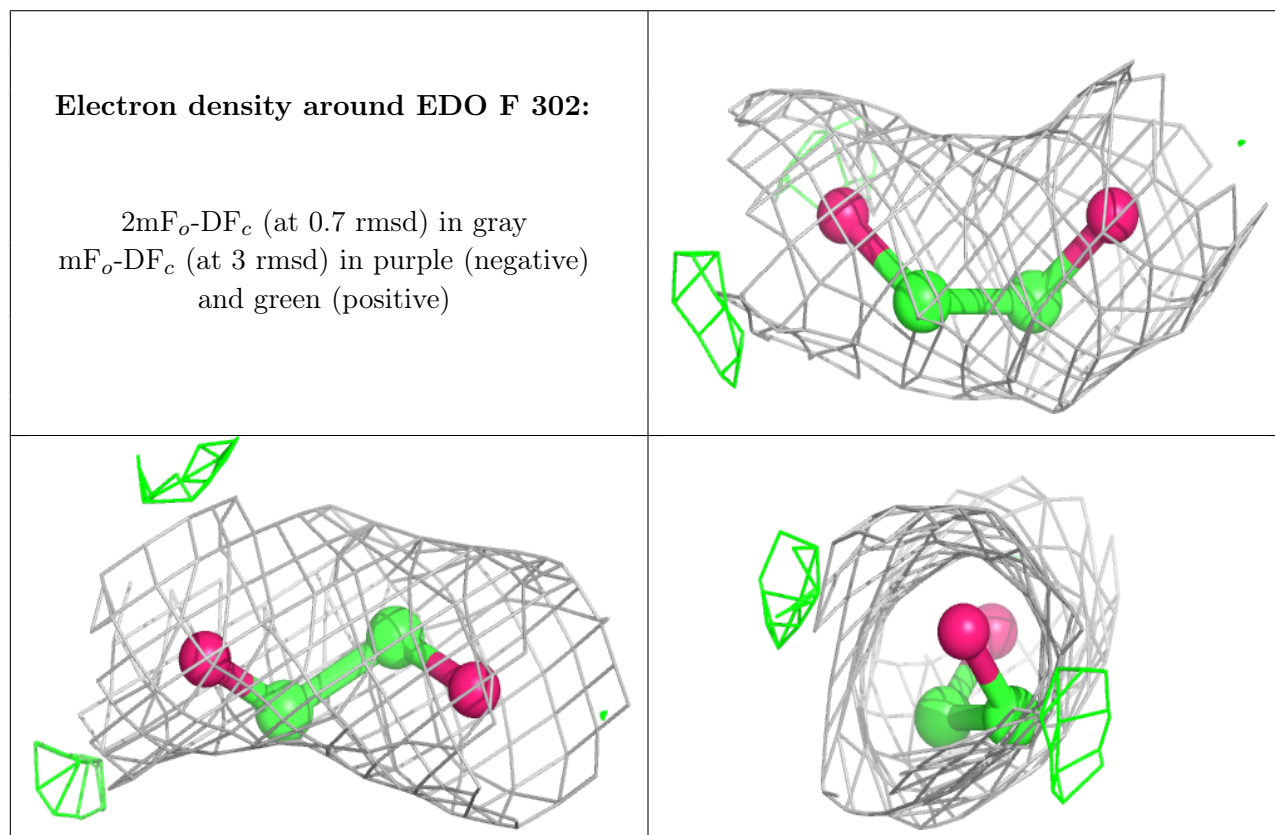 Electron density around EDO F 302:
2mFo-DFc (at 0.7 rmsd) in gray
mFo-DFc (at 3 rmsd) in purple (negative)
and green (positive)